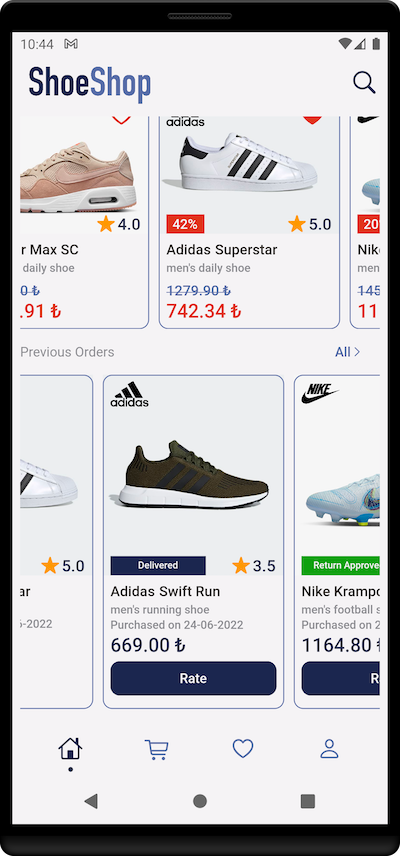 10:44
ShoeShop
adidas
4.0
42%
5.0
20
r Max SC
Adidas Superstar
Nik
daily shoe
men's daily shoe
men
0 ₺
1279.90 ₺
145
.91 ₺
742.34 ₺
11
Previous Orders
All
adidas
NIKE
5.0
Delivered
3.5
Return Approve
ar
Adidas Swift Run
Nike Krampo
men's running shoe
men's football s
-2022
Purchased on 24-06-2022
Purchased on 2
669.00 ₺
1164.80 ₺
Rate
R